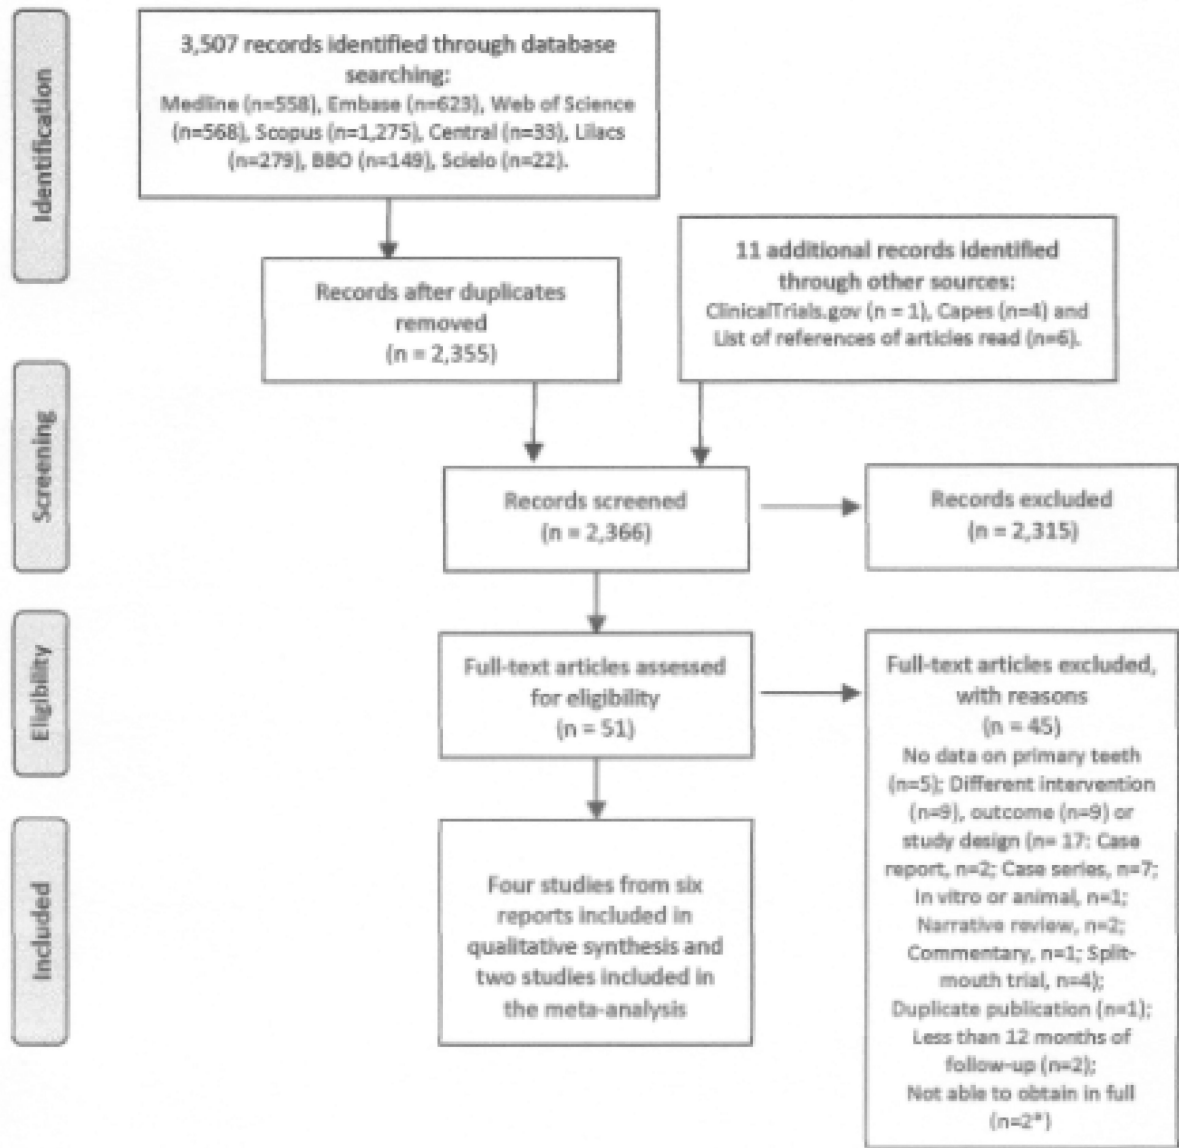 Identification
3,507 records identified through database
searching:
Medline (n=558), Embase (n=623), Web of Science
(n=568), Scopus (n=1,275), Central (n=33), Lilacs
(n=279), BBO (n=149), Scielo (n=22).
11 additional records identified
through other sources:
ClinicalTrials.gov (n = 1), Capes (n=4) and
List of references of articles read (n=6).
Records after duplicates
removed
(n = 2,355)
Screening
Records screened
(n = 2,366)
Records excluded
(n = 2,315)
Eligibility
Full-text articles assessed
for eligibility
(n = 51)
Full-text articles excluded,
with reasons
(n = 45)
No data on primary teeth
(n=5); Different intervention
(n=9), outcome (n=9) or
study design (n= 17: Case
report, n=2; Case series, n=7;
In vitro or animal, n=1;
Narrative review, n=2;
Commentary, n=1; Split-
mouth trial, n=4);
Duplicate publication (n=1);
Less than 12 months of
follow-up (n=2);
Not able to obtain in full
(n=2*)
Included
Four studies from six
reports included in
qualitative synthesis and
two studies included in
the meta-analysis